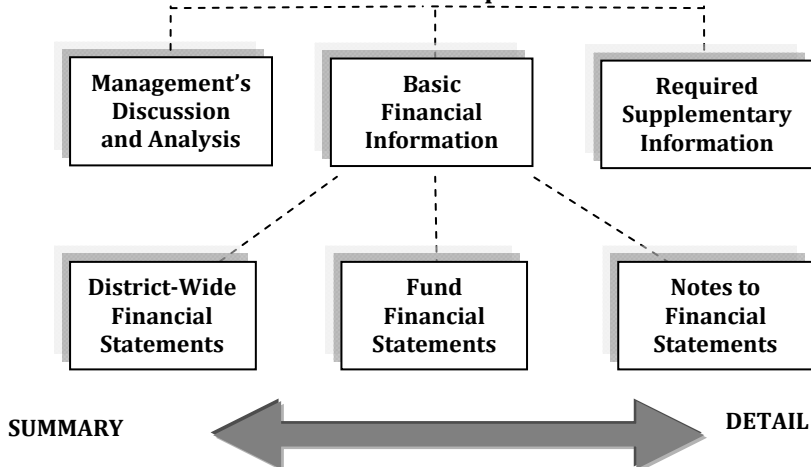 Management's
Discussion
and Analysis
Basic
Financial
Information
Required
Supplementary
Information
District-Wide
Financial
Statements
Fund
Financial
Statements
Notes to
Financial
Statements
SUMMARY
DETAIL